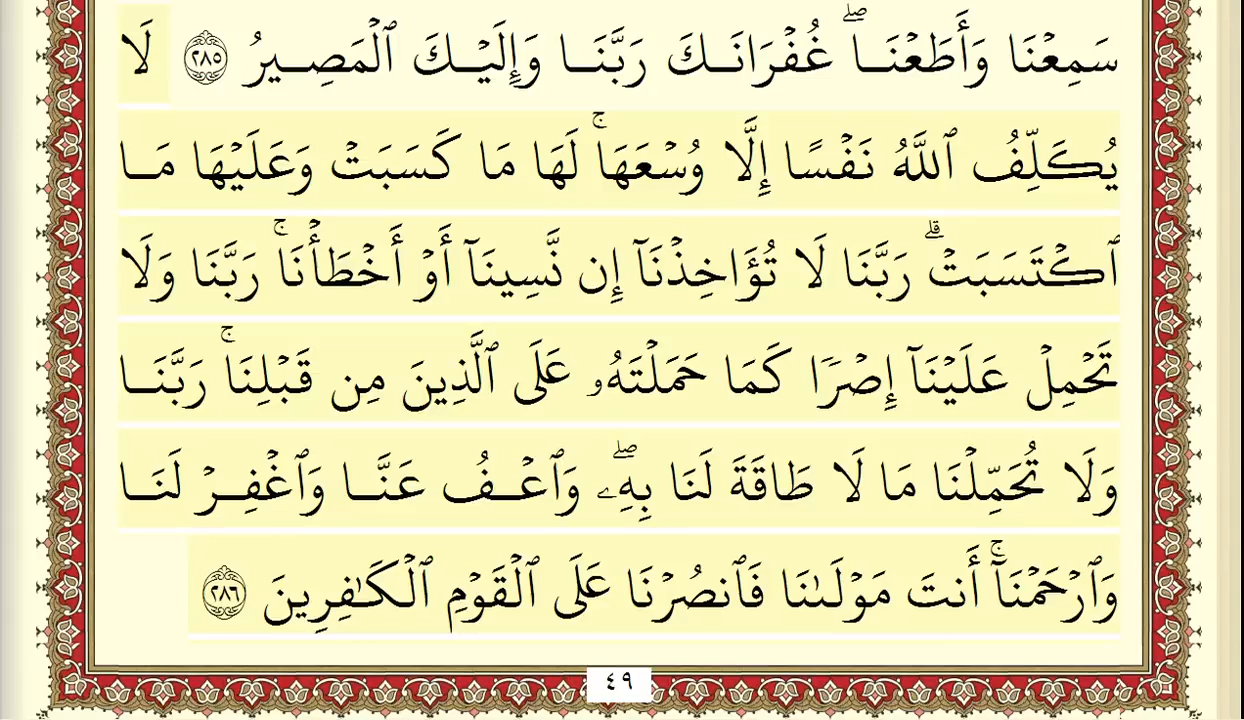 سَمِعْنَا وَأَطَعْنَاۖ غُفْرَانَكَ رَبَّنَا وَإِلَيْكَ ٱلْمَصِيرُ ٢٨٥ لَا
يُكَلِّفُ ٱللَّهُ نَفْسًا إِلَّا وُسْعَهَاۚ لَهَا مَا كَسَبَتْ وَعَلَيْهَا مَا
ٱكْتَسَبَتْۗ رَبَّنَا لَا تُؤَاخِذْنَآ إِن نَّسِينَآ أَوْ أَخْطَأْنَاۚ رَبَّنَا وَلَا
تَحْمِلْ عَلَيْنَآ إِصْرًا كَمَا حَمَلْتَهُۥ عَلَى ٱلَّذِينَ مِن قَبْلِنَاۚ رَبَّنَا
وَلَا تُحَمِّلْنَا مَا لَا طَاقَةَ لَنَا بِهِۦۖ وَٱعْفُ عَنَّا وَٱغْفِرْ لَنَا
وَٱرْحَمْنَآۚ أَنتَ مَوْلَىٰنَا فَٱنصُرْنَا عَلَى ٱلْقَوْمِ ٱلْكَٰفِرِينَ ٢٨٦
٤٩